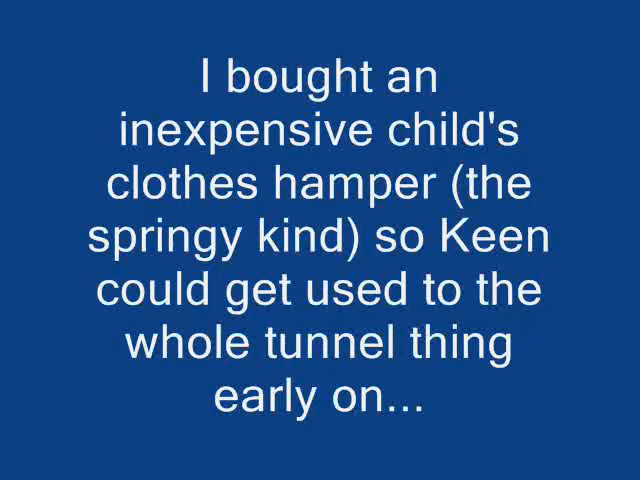 I bought an
inexpensive child's
clothes hamper (the
springy kind) so Keen
could get used to the
whole tunnel thing
early on...